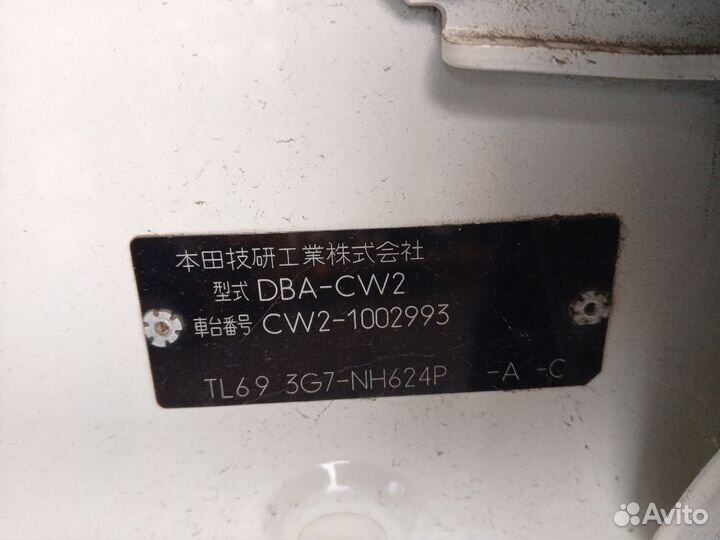 本田技研工業株式会社
型式 DBA-CW2
車台番号 CW2-1002993
TL69 3G7-NH624P -A -C
Avito